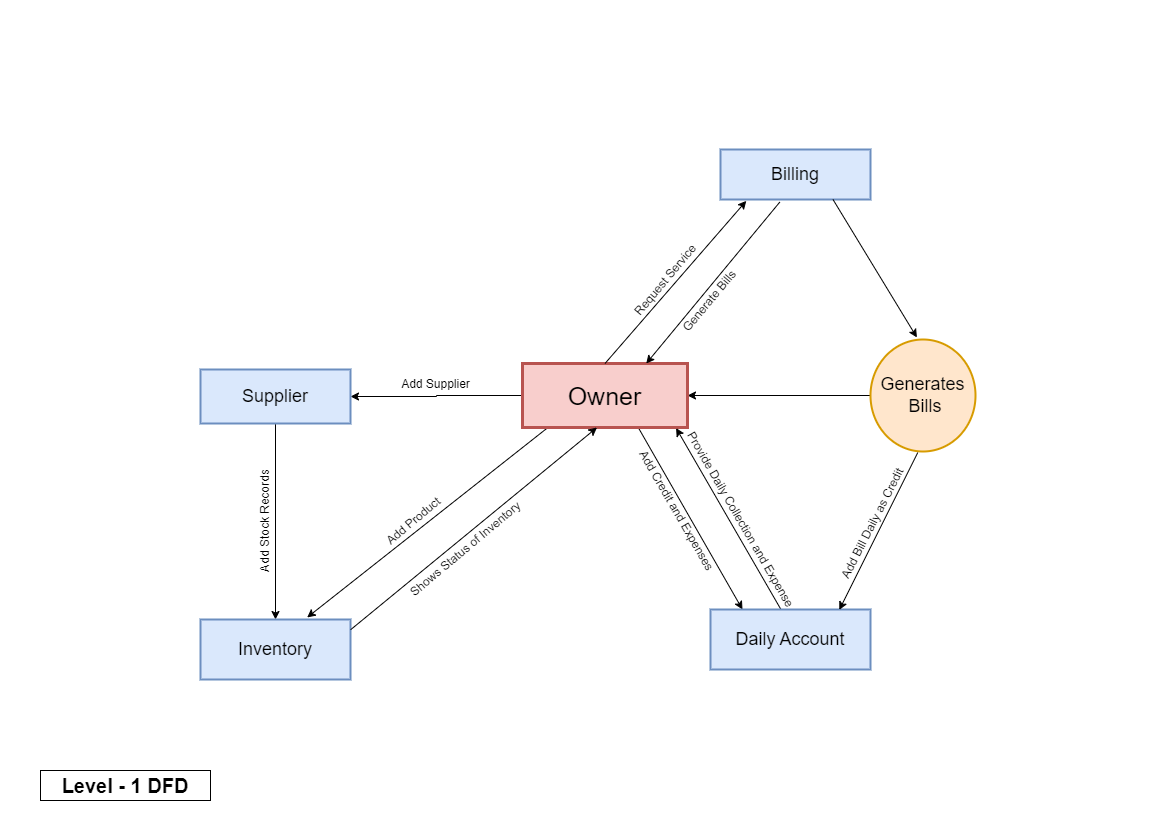 Billing
Request Service
Generate Bills
Generates
Bills
Owner
Add Supplier
Supplier
Add Stock Records
Add Product
Shows Status of Inventory
Add Credit and Expenses
Provide Daily Collection and Expense
Add Bill Daily as Credit
Inventory
Daily Account
Level - 1 DFD